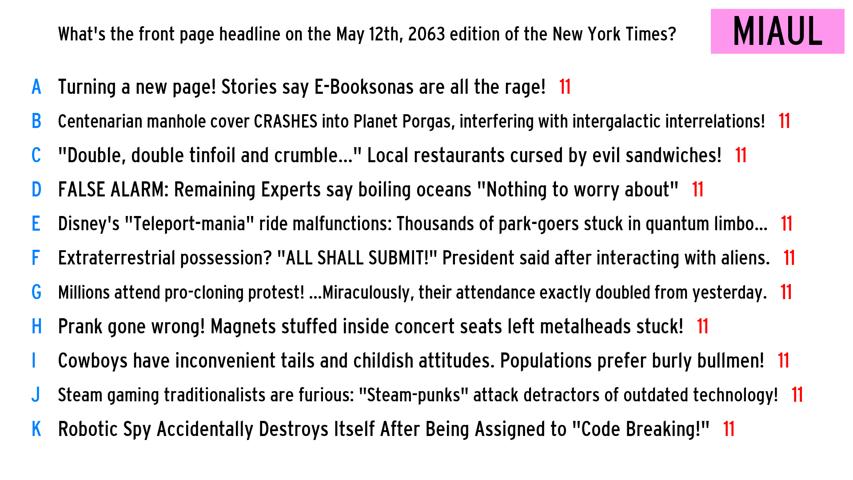 What's the front page headline on the May 12th, 2063 edition of the New York Times?
MIAUL
A Turning a new page! Stories say E-Booksonas are all the rage! 11
B Centenarian manhole cover CRASHES into Planet Porgas, interfering with intergalactic interrelations! 11
C "Double, double tinfoil and crumble..." Local restaurants cursed by evil sandwiches! 11
D FALSE ALARM: Remaining Experts say boiling oceans "Nothing to worry about" 11
E Disney's "Teleport-mania" ride malfunctions: Thousands of park-goers stuck in quantum limbo... 11
F Extraterrestrial possession? "ALL SHALL SUBMIT!" President said after interacting with aliens. 11
G Millions attend pro-cloning protest! ...Miraculously, their attendance exactly doubled from yesterday. 11
H Prank gone wrong! Magnets stuffed inside concert seats left metalheads stuck! 11
I Cowboys have inconvenient tails and childish attitudes. Populations prefer burly bullmen! 11
J Steam gaming traditionalists are furious: "Steam-punks" attack detractors of outdated technology! 11
K Robotic Spy Accidentally Destroys Itself After Being Assigned to "Code Breaking!" 11